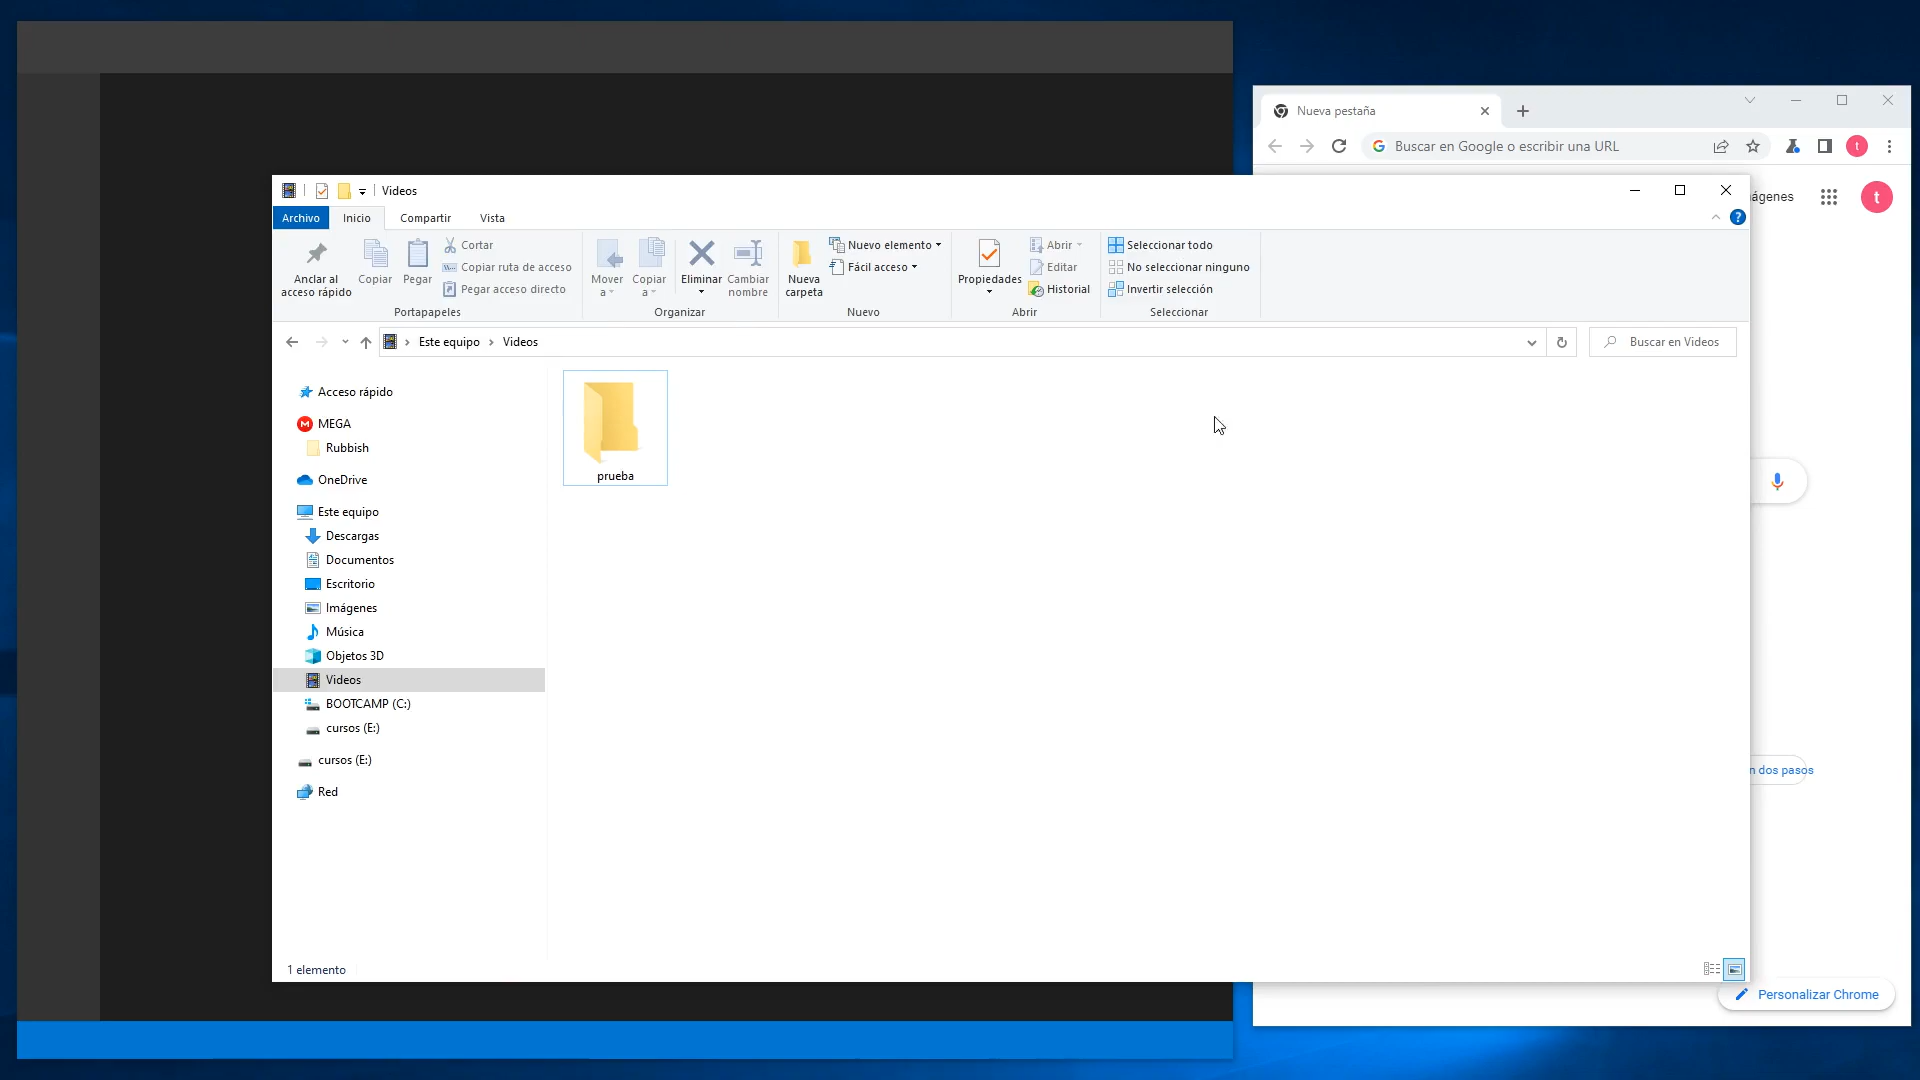 Nueva pestaña
Buscar en Google o escribir una URL
t
Videos
ágenes
t
Archivo
Inicio
Compartir
Vista
?
Anclar al
acceso rápido
Copiar
Pegar
Cortar
Copiar ruta de acceso
Pegar acceso directo
Portapapeles
Mover
a
Copiar
a
Eliminar
Cambiar
nombre
Organizar
Nueva
carpeta
Nuevo elemento
Fácil acceso
Nuevo
Propiedades
Abrir
Editar
Historial
Abrir
Seleccionar todo
No seleccionar ninguno
Invertir selección
Seleccionar
Este equipo
Videos
Buscar en Videos
Acceso rápido
M
MEGA
Rubbish
OneDrive
Este equipo
Descargas
Documentos
Escritorio
Imágenes
Música
Objetos 3D
Videos
BOOTCAMP (C:)
cursos (E:)
cursos (E:)
Red
prueba
n dos pasos
1 elemento
Personalizar Chrome